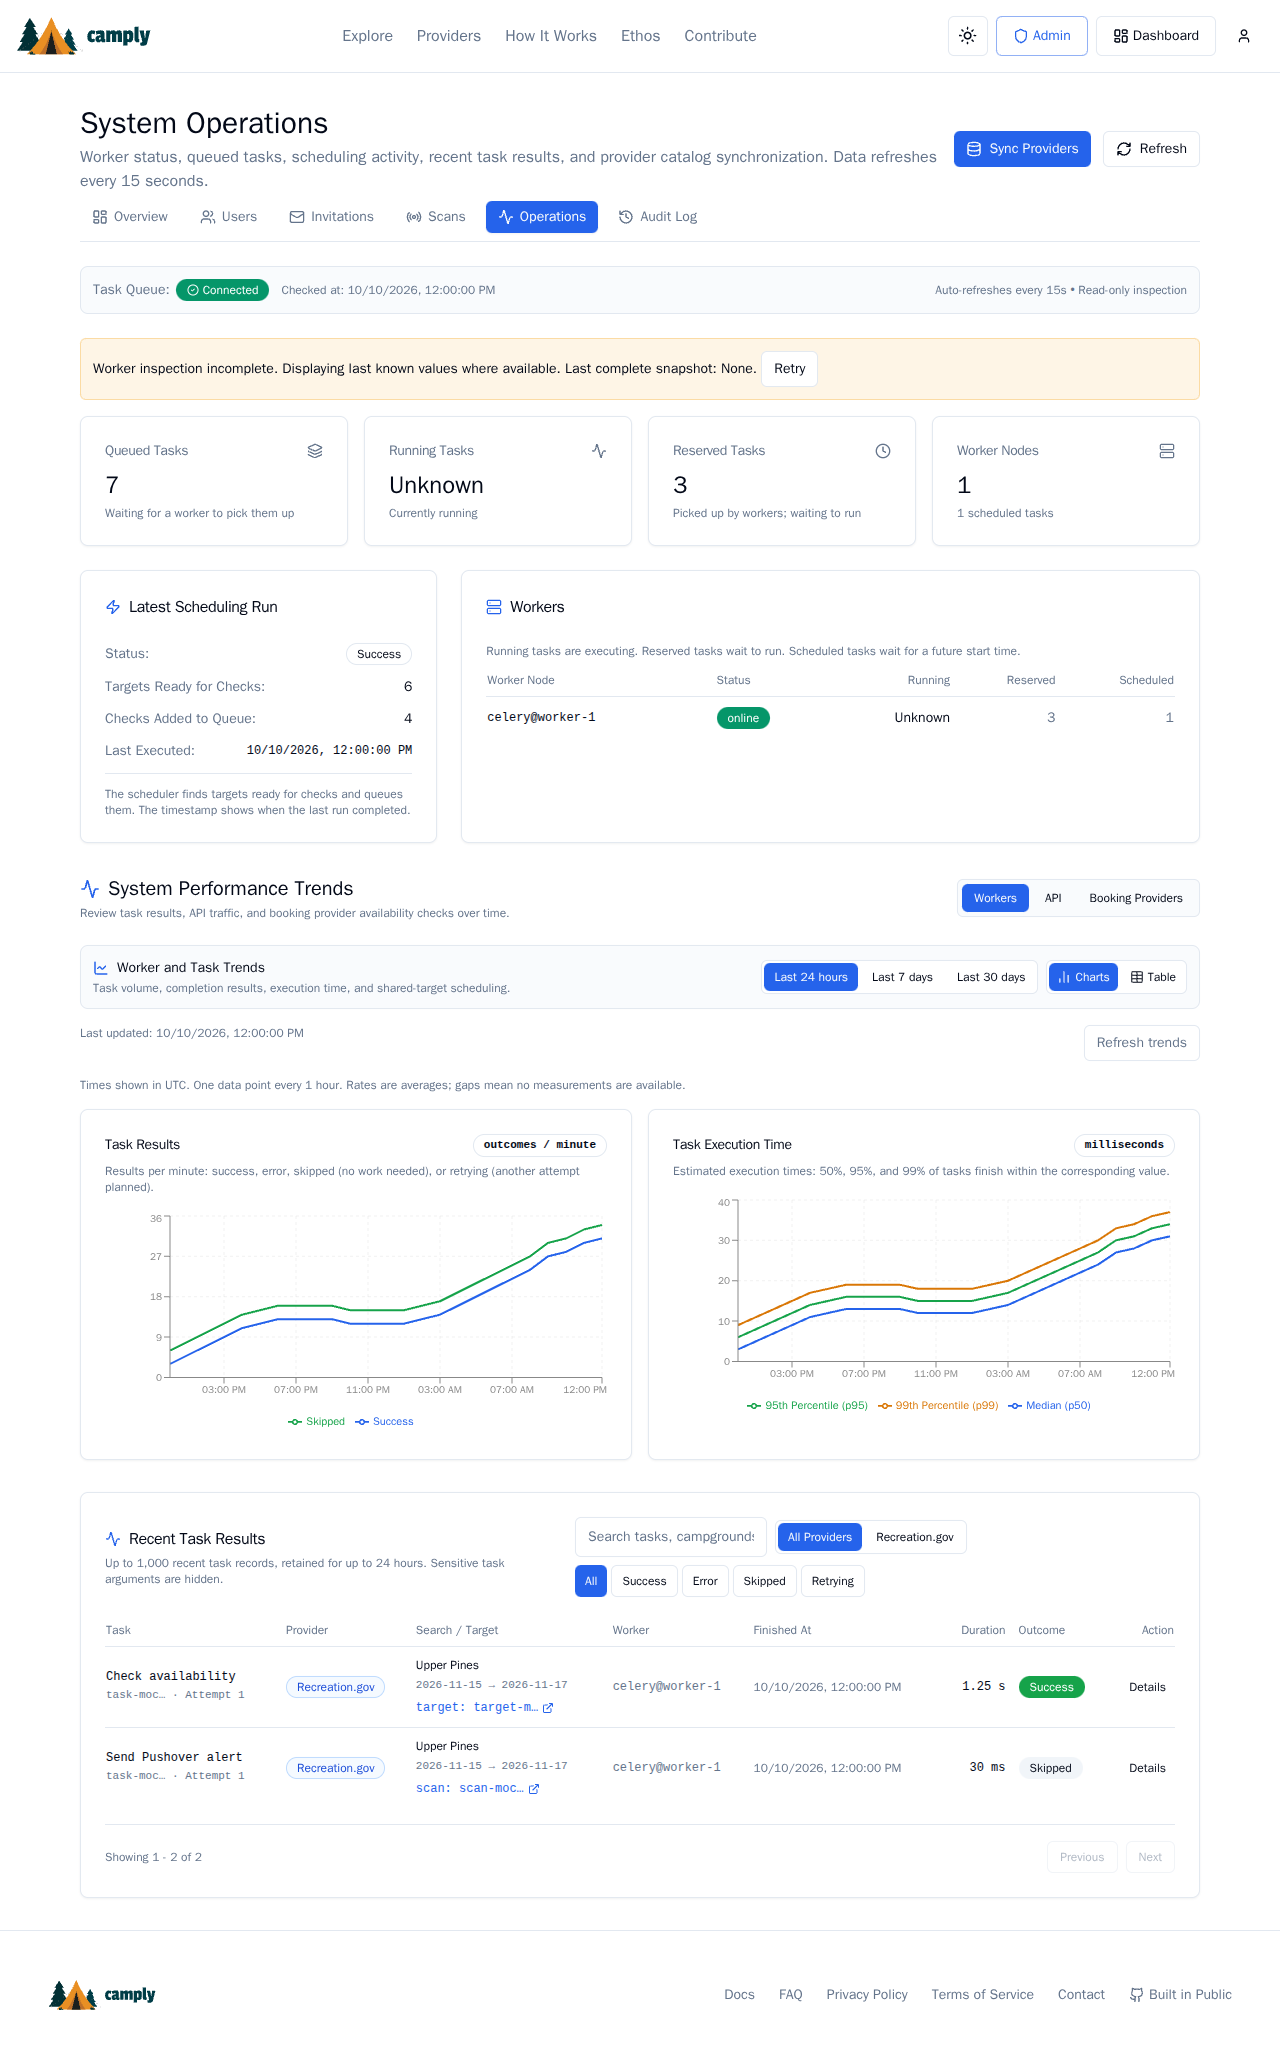 camply
Explore Providers How It Works Ethos Contribute
Admin Dashboard
System Operations
Worker status, queued tasks, scheduling activity, recent task results, and provider catalog synchronization. Data refreshes
every 15 seconds.
Sync Providers Refresh
Overview Users Invitations Scans Operations Audit Log
Task Queue: Connected Checked at: 10/10/2026, 12:00:00 PM
Auto-refreshes every 15s • Read-only inspection
Worker inspection incomplete. Displaying last known values where available. Last complete snapshot: None. Retry
Queued Tasks
7
Waiting for a worker to pick them up
Running Tasks
Unknown
Currently running
Reserved Tasks
3
Picked up by workers; waiting to run
Worker Nodes
1
1 scheduled tasks
Latest Scheduling Run
Status: Success
Targets Ready for Checks: 6
Checks Added to Queue: 4
Last Executed: 10/10/2026, 12:00:00 PM
The scheduler finds targets ready for checks and queues
them. The timestamp shows when the last run completed.
Workers
Running tasks are executing. Reserved tasks wait to run. Scheduled tasks wait for a future start time.
Worker Node Status Running Reserved Scheduled
celery@worker-1 online Unknown 3 1
System Performance Trends
Review task results, API traffic, and booking provider availability checks over time.
Workers API Booking Providers
Worker and Task Trends
Task volume, completion results, execution time, and shared-target scheduling.
Last 24 hours Last 7 days Last 30 days Charts Table
Last updated: 10/10/2026, 12:00:00 PM
Refresh trends
Times shown in UTC. One data point every 1 hour. Rates are averages; gaps mean no measurements are available.
Task Results outcomes / minute
Results per minute: success, error, skipped (no work needed), or retrying (another attempt
planned).
36
27
18
9
0
03:00 PM 07:00 PM 11:00 PM 03:00 AM 07:00 AM 12:00 PM
Skipped Success
Task Execution Time milliseconds
Estimated execution times: 50%, 95%, and 99% of tasks finish within the corresponding value.
40
30
20
10
0
03:00 PM 07:00 PM 11:00 PM 03:00 AM 07:00 AM 12:00 PM
95th Percentile (p95) 99th Percentile (p99) Median (p50)
Recent Task Results
Up to 1,000 recent task records, retained for up to 24 hours. Sensitive task
arguments are hidden.
Search tasks, campgrounds All Providers Recreation.gov
All Success Error Skipped Retrying
Task Provider Search / Target Worker Finished At Duration Outcome Action
Check availability
task-moc… · Attempt 1
Recreation.gov
Upper Pines
2026-11-15 → 2026-11-17
target: target-m…
celery@worker-1 10/10/2026, 12:00:00 PM 1.25 s Success Details
Send Pushover alert
task-moc… · Attempt 1
Recreation.gov
Upper Pines
2026-11-15 → 2026-11-17
scan: scan-moc…
celery@worker-1 10/10/2026, 12:00:00 PM 30 ms Skipped Details
Showing 1 - 2 of 2
Previous Next
camply
Docs FAQ Privacy Policy Terms of Service Contact Built in Public